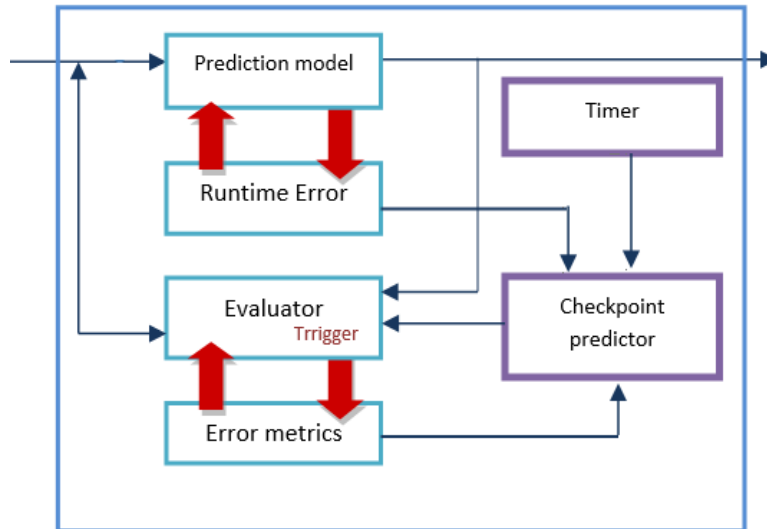 Prediction model
Timer
Runtime Error
Evaluator
Trrigger
Checkpoint
predictor
Error metrics